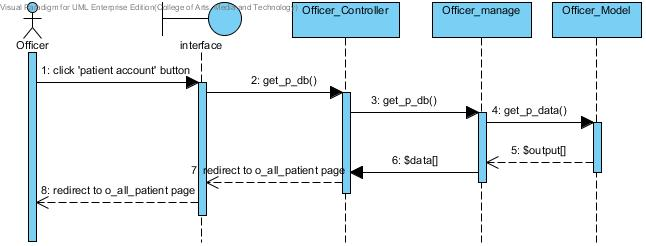 Visual Paradigm for UML Enterprise Edition(College of Arts, Media and Technology)
Officer
interface
Officer_Controller
Officer_manage
Officer_Model
1: click 'patient account' button
2: get_p_db()
3: get_p_db()
4: get_p_data()
5: $output[]
6: $data[]
7 redirect to o_all_patient page
8: redirect to o_all_patient page